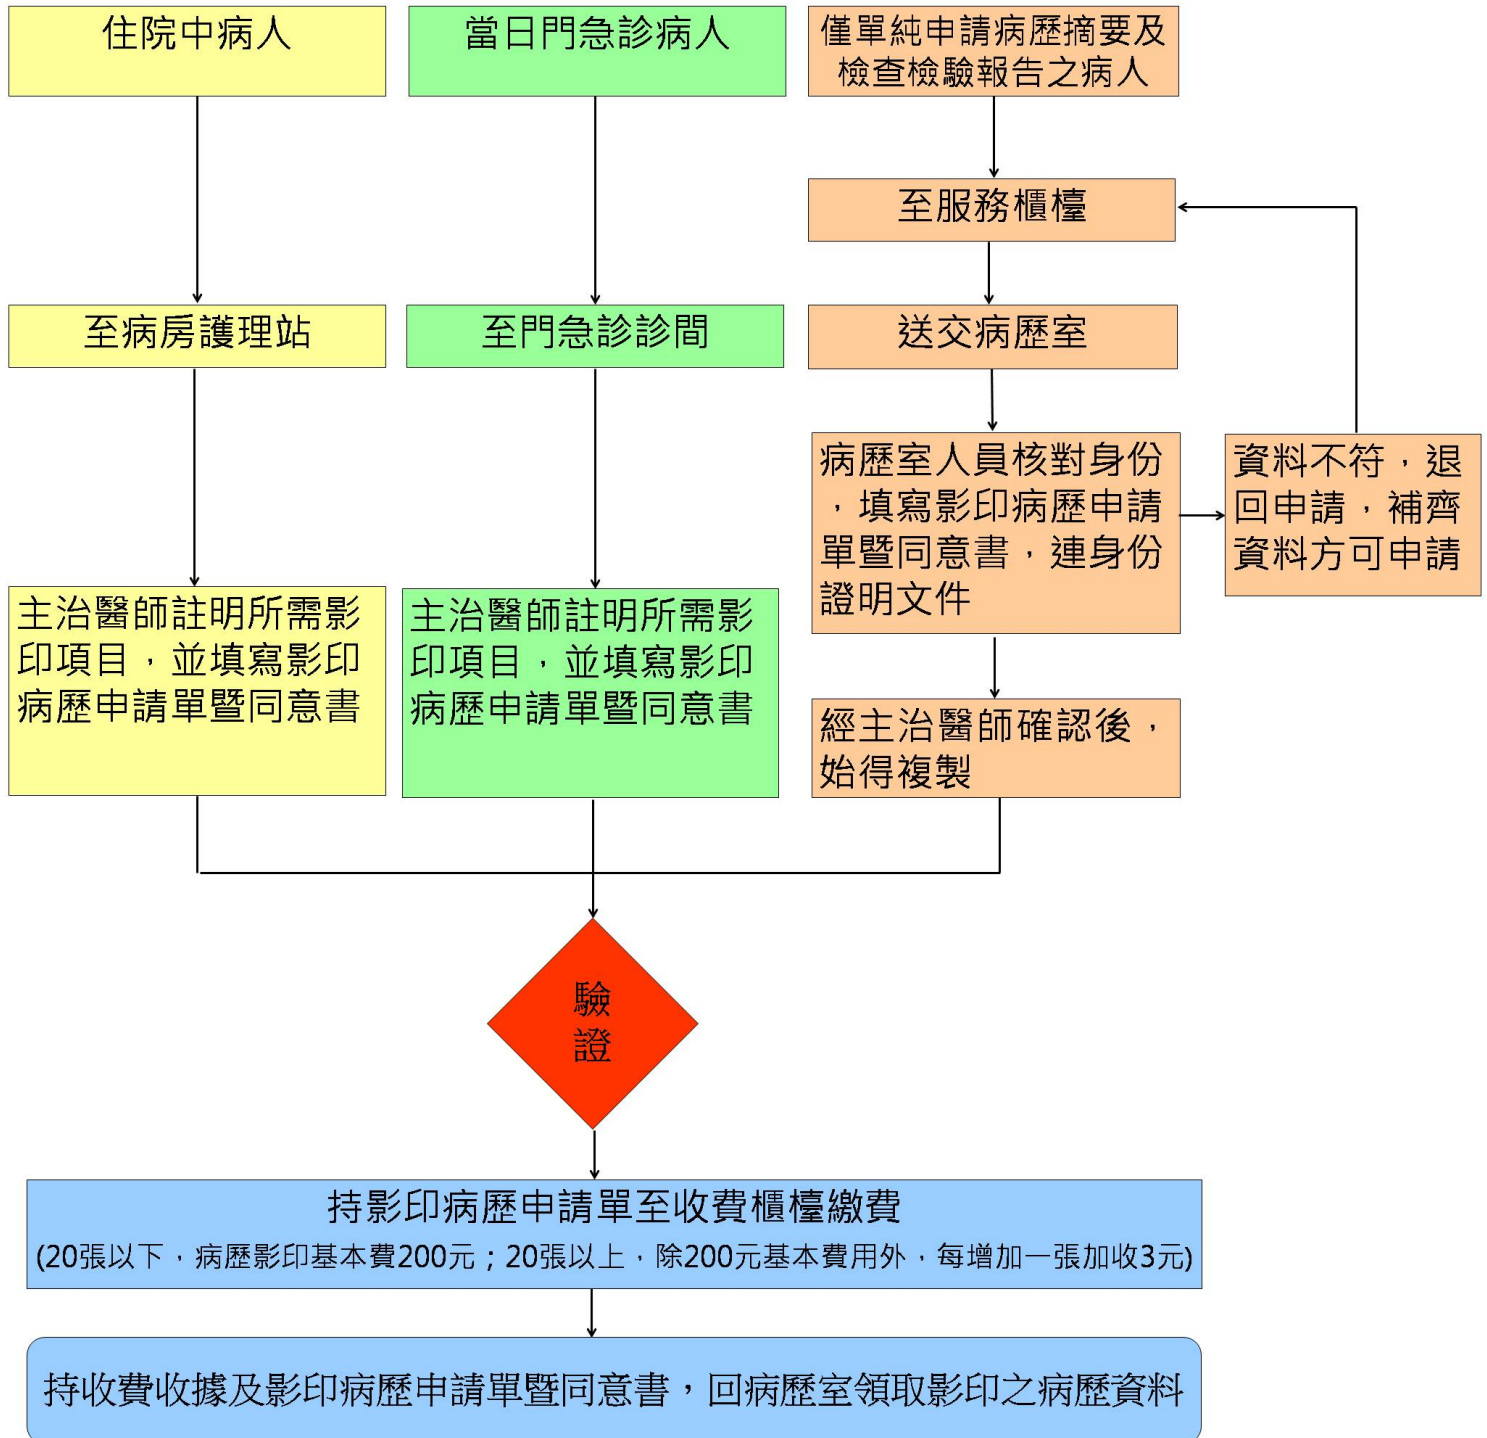 住院中病人
當日門急診病人
僅單純申請病歷摘要及
檢查檢驗報告之病人
至服務櫃檯
至病房護理站
至門急診診間
送交病歷室
病歷室人員核對身份
，填寫影印病歷申請
單暨同意書，連身份
證明文件
資料不符，退
回申請，補齊
資料方可申請
主治醫師註明所需影
印項目，並填寫影印
病歷申請單暨同意書
主治醫師註明所需影
印項目，並填寫影印
病歷申請單暨同意書
經主治醫師確認後，
始得複製
驗
證
持影印病歷申請單至收費櫃檯繳費
(20張以下，病歷影印基本費200元；20張以上，除200元基本費用外，每增加一張加收3元)
持收費收據及影印病歷申請單暨同意書，回病歷室領取影印之病歷資料